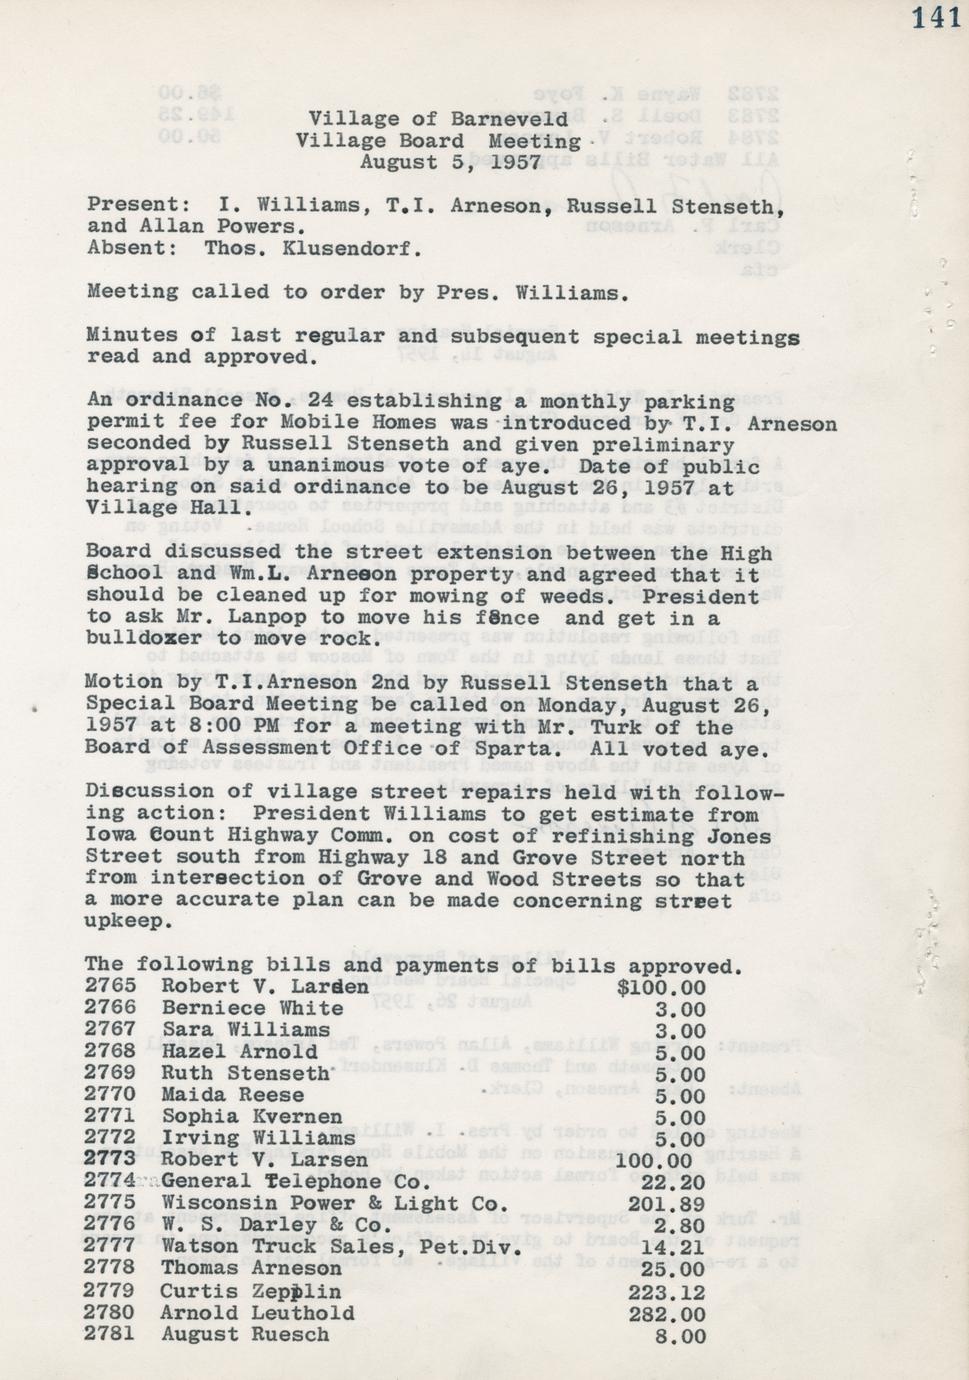 141
Village of Barneveld
Village Board Meeting
August 5, 1957
Present: I. Williams, T.I. Arneson, Russell Stenseth,
and Allan Powers.
Absent: Thos. Klusendorf.
Meeting called to order by Pres. Williams.
Minutes of last regular and subsequent special meetings
read and approved.
An ordinance No. 24 establishing a monthly parking
permit fee for Mobile Homes was introduced by T.I. Arneson
seconded by Russell Stenseth and given preliminary
approval by a unanimous vote of aye. Date of public
hearing on said ordinance to be August 26, 1957 at
Village Hall.
Board discussed the street extension between the High
School and Wm.L. Arneson property and agreed that it
should be cleaned up for mowing of weeds. President
to ask Mr. Lanpop to move his fence and get in a
bulldozer to move rock.
Motion by T.I.Arneson 2nd by Russell Stenseth that a
Special Board Meeting be called on Monday, August 26,
1957 at 8:00 PM for a meeting with Mr. Turk of the
Board of Assessment Office of Sparta. All voted aye.
Discussion of village street repairs held with follow-
ing action: President Williams to get estimate from
Iowa Count Highway Comm. on cost of refinishing Jones
Street south from Highway 18 and Grove Street north
from intersection of Grove and Wood Streets so that
a more accurate plan can be made concerning street
upkeep.
The following bills and payments of bills approved.
2765 Robert V. Larden $100.00
2766 Berniece White 3.00
2767 Sara Williams 3.00
2768 Hazel Arnold 5.00
2769 Ruth Stenseth 5.00
2770 Maida Reese 5.00
2771 Sophia Kvernen 5.00
2772 Irving Williams 5.00
2773 Robert V. Larsen 100.00
2774 General Telephone Co. 22.20
2775 Wisconsin Power & Light Co. 201.89
2776 W. S. Darley & Co. 2.80
2777 Watson Truck Sales, Pet.Div. 14.21
2778 Thomas Arneson 25.00
2779 Curtis Zepplin 223.12
2780 Arnold Leuthold 282.00
2781 August Ruesch 8.00